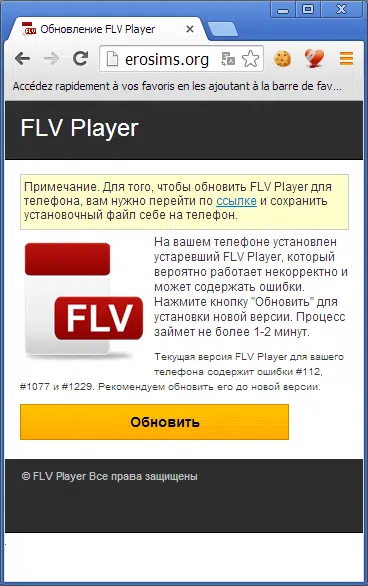 Обновление FLV Player
erosims.org
Accédez rapidement à vos favoris en les ajoutant à la barre de fav...
FLV Player
Примечание. Для того, чтобы обновить FLV Player для
телефона, вам нужно перейти по ссылке и сохранить
установочный файл себе на телефон.
На вашем телефоне установлен
устаревший FLV Player, который
вероятно работает некорректно и
может содержать ошибки.
Нажмите кнопку "Обновить" для
установки новой версии. Процесс
займет не более 1-2 минут.
FLV
Текущая версия FLV Player для вашего
телефона содержит ошибки #112,
#1077 и #1229. Рекомендуем обновить его до новой версии.
Обновить
© FLV Player Все права защищены